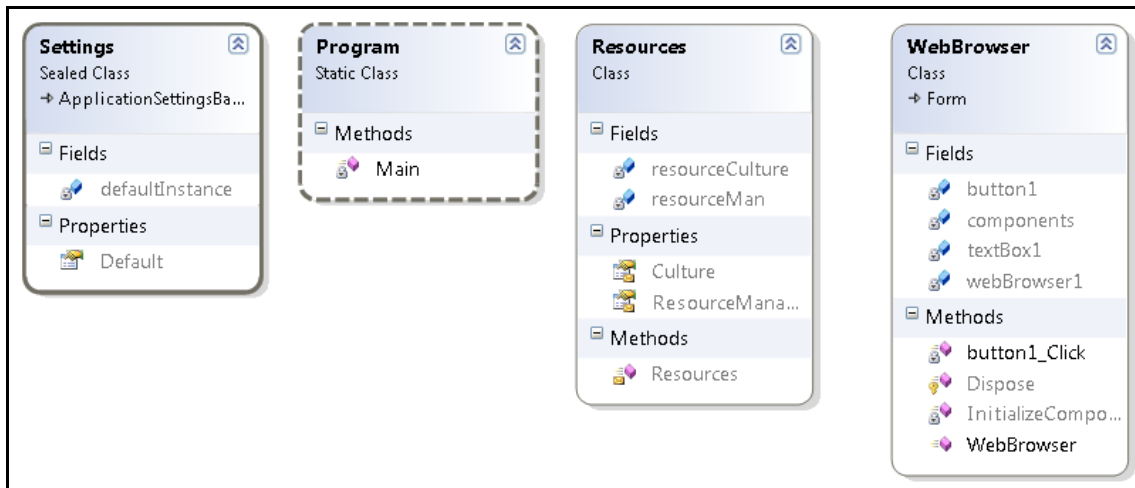 Settings
Sealed Class
ApplicationSettingsBa...
Fields
defaultInstance
Properties
Default
Program
Static Class
Methods
Main
Resources
Class
Fields
resourceCulture
resourceMan
Properties
Culture
ResourceMana...
Methods
Resources
WebBrowser
Class
Form
Fields
button1
components
textBox1
webBrowser1
Methods
button1_Click
Dispose
InitializeCompo...
WebBrowser